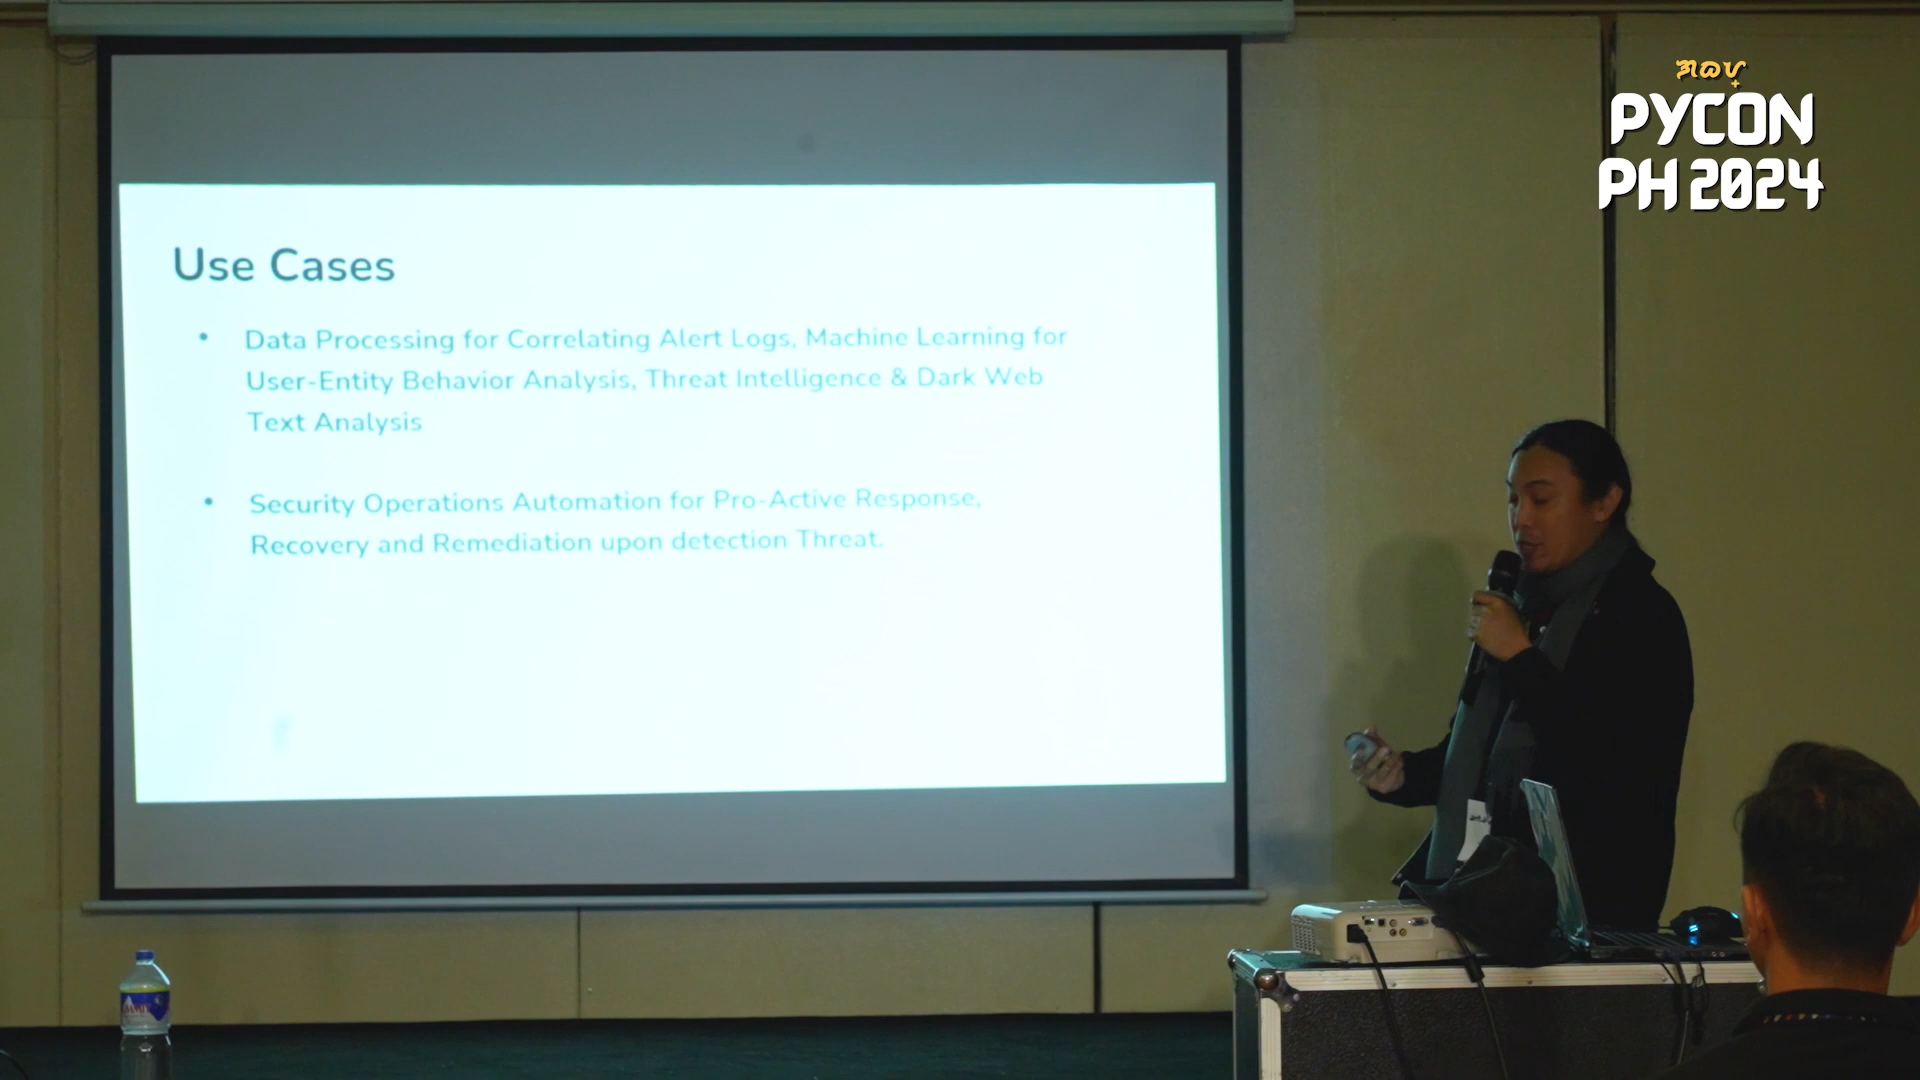 Use Cases
• Data Processing for Correlating Alert Logs, Machine Learning for
User-Entity Behavior Analysis, Threat Intelligence & Dark Web
Text Analysis
• Security Operations Automation for Pro-Active Response,
Recovery and Remediation upon detection Threat.
PYCON
PH 2024